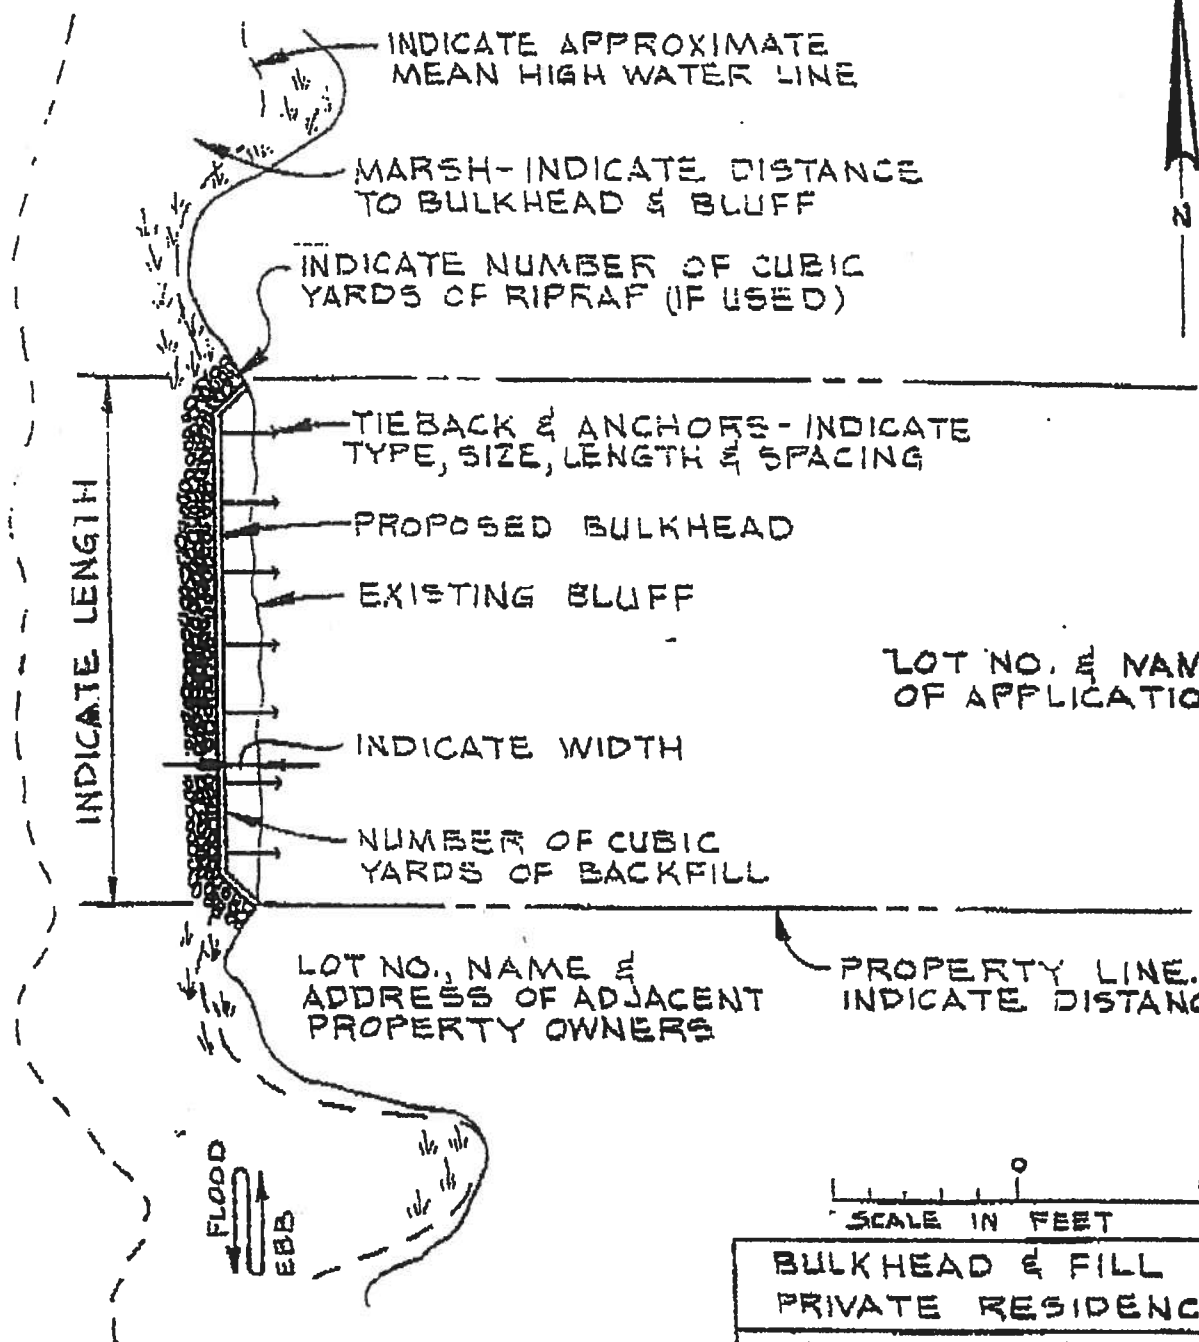 INDICATE APPROXIMATE
MEAN HIGH WATER LINE
MARSH-INDICATE DISTANCE
TO BULKHEAD & BLUFF
N
INDICATE NUMBER OF CUBIC
YARDS OF RIPRAP (IF USED)
TIEBACK & ANCHORS-INDICATE
TYPE, SIZE, LENGTH & SPACING
PROPOSED BULKHEAD
EXISTING BLUFF
INDICATE LENGTH
LOT NO. & NAM
OF APPLICATIO
INDICATE WIDTH
NUMBER OF CUBIC
YARDS OF BACKFILL
LOT NO., NAME &
ADDRESS OF ADJACENT
PROPERTY OWNERS
PROPERTY LINE.
INDICATE DISTANC
FLOOD
EBB
0
SCALE IN FEET
BULKHEAD & FILL
PRIVATE RESIDENC